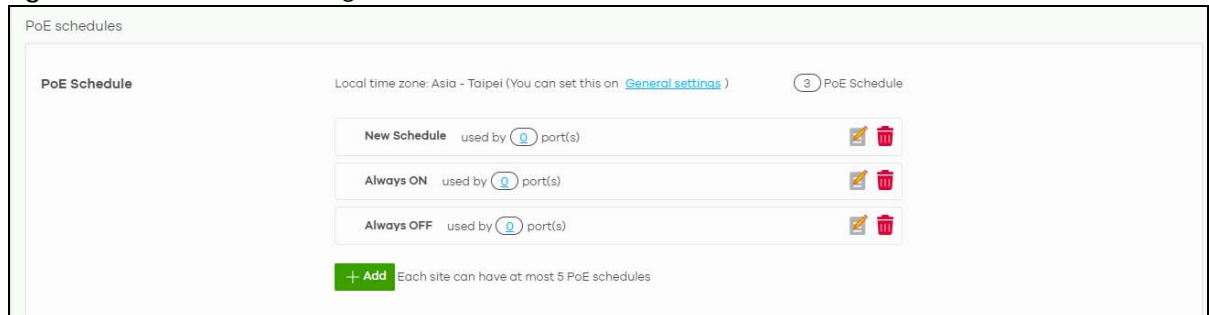 PoE schedules
PoE Schedule
Local time zone: Asia - Taipei (You can set this on General settings )
3 PoE Schedule
New Schedule used by 0 port(s)
Always ON used by 0 port(s)
Always OFF used by 0 port(s)
+ Add Each site can have at most 5 PoE schedules